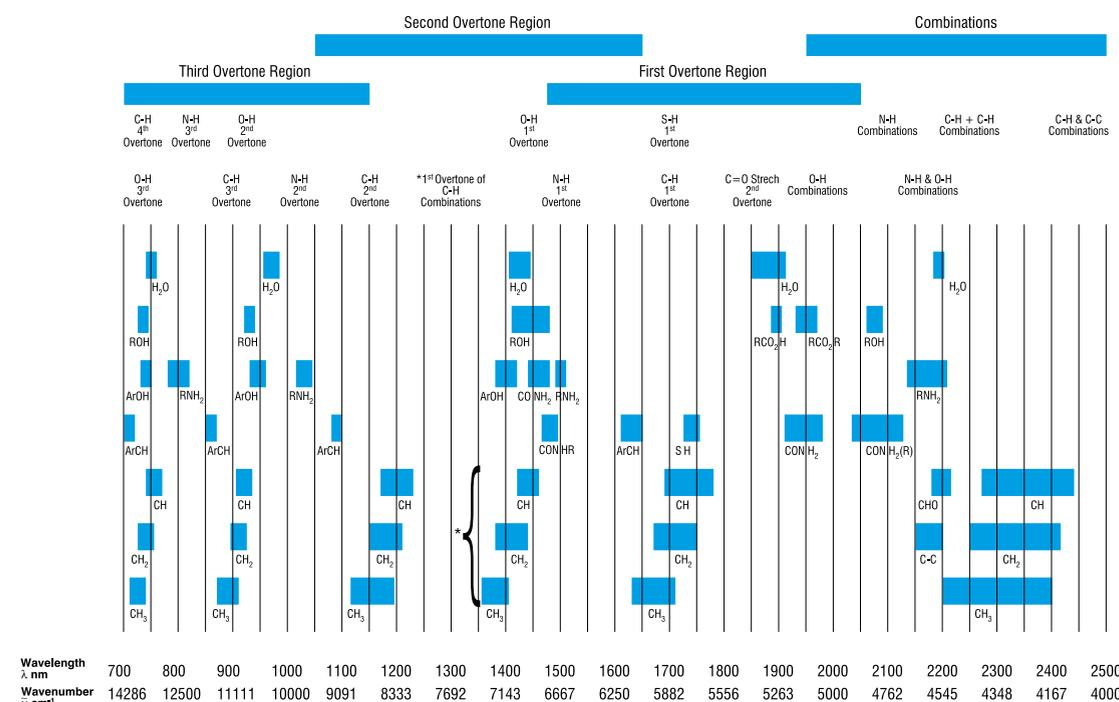 Second Overtone Region
Combinations
Third Overtone Region
First Overtone Region
C-H
4th
Overtone
N-H
3rd
Overtone
O-H
2nd
Overtone
O-H
1st
Overtone
S-H
1st
Overtone
N-H
Combinations
C-H + C-H
Combinations
C-H & C-C
Combinations
O-H
3rd
Overtone
C-H
3rd
Overtone
N-H
2nd
Overtone
C-H
2nd
Overtone
*1st Overtone of
C-H
Combinations
N-H
1st
Overtone
C-H
1st
Overtone
C=O Strech
2nd
Overtone
O-H
Combinations
N-H & O-H
Combinations
H2O H2O H2O H2O H2O
ROH ROH ROH RCO2H RCO2R ROH
ArOH RNH2 ArOH RNH2 ArOH CONH2 RNH2 RNH2
ArCH ArCH ArCH CONHR ArCH SH CONH2 CONH2(R)
CH CH CH CH CH CHO CH
*
CH2 CH2 CH2 CH2 CH2 C-C CH2
CH3 CH3 CH3 CH3 CH3 CH3
Wavelength
λ nm
700 800 900 1000 1100 1200 1300 1400 1500 1600 1700 1800 1900 2000 2100 2200 2300 2400 2500
Wavenumber
14286 12500 11111 10000 9091 8333 7692 7143 6667 6250 5882 5556 5263 5000 4762 4545 4348 4167 4000